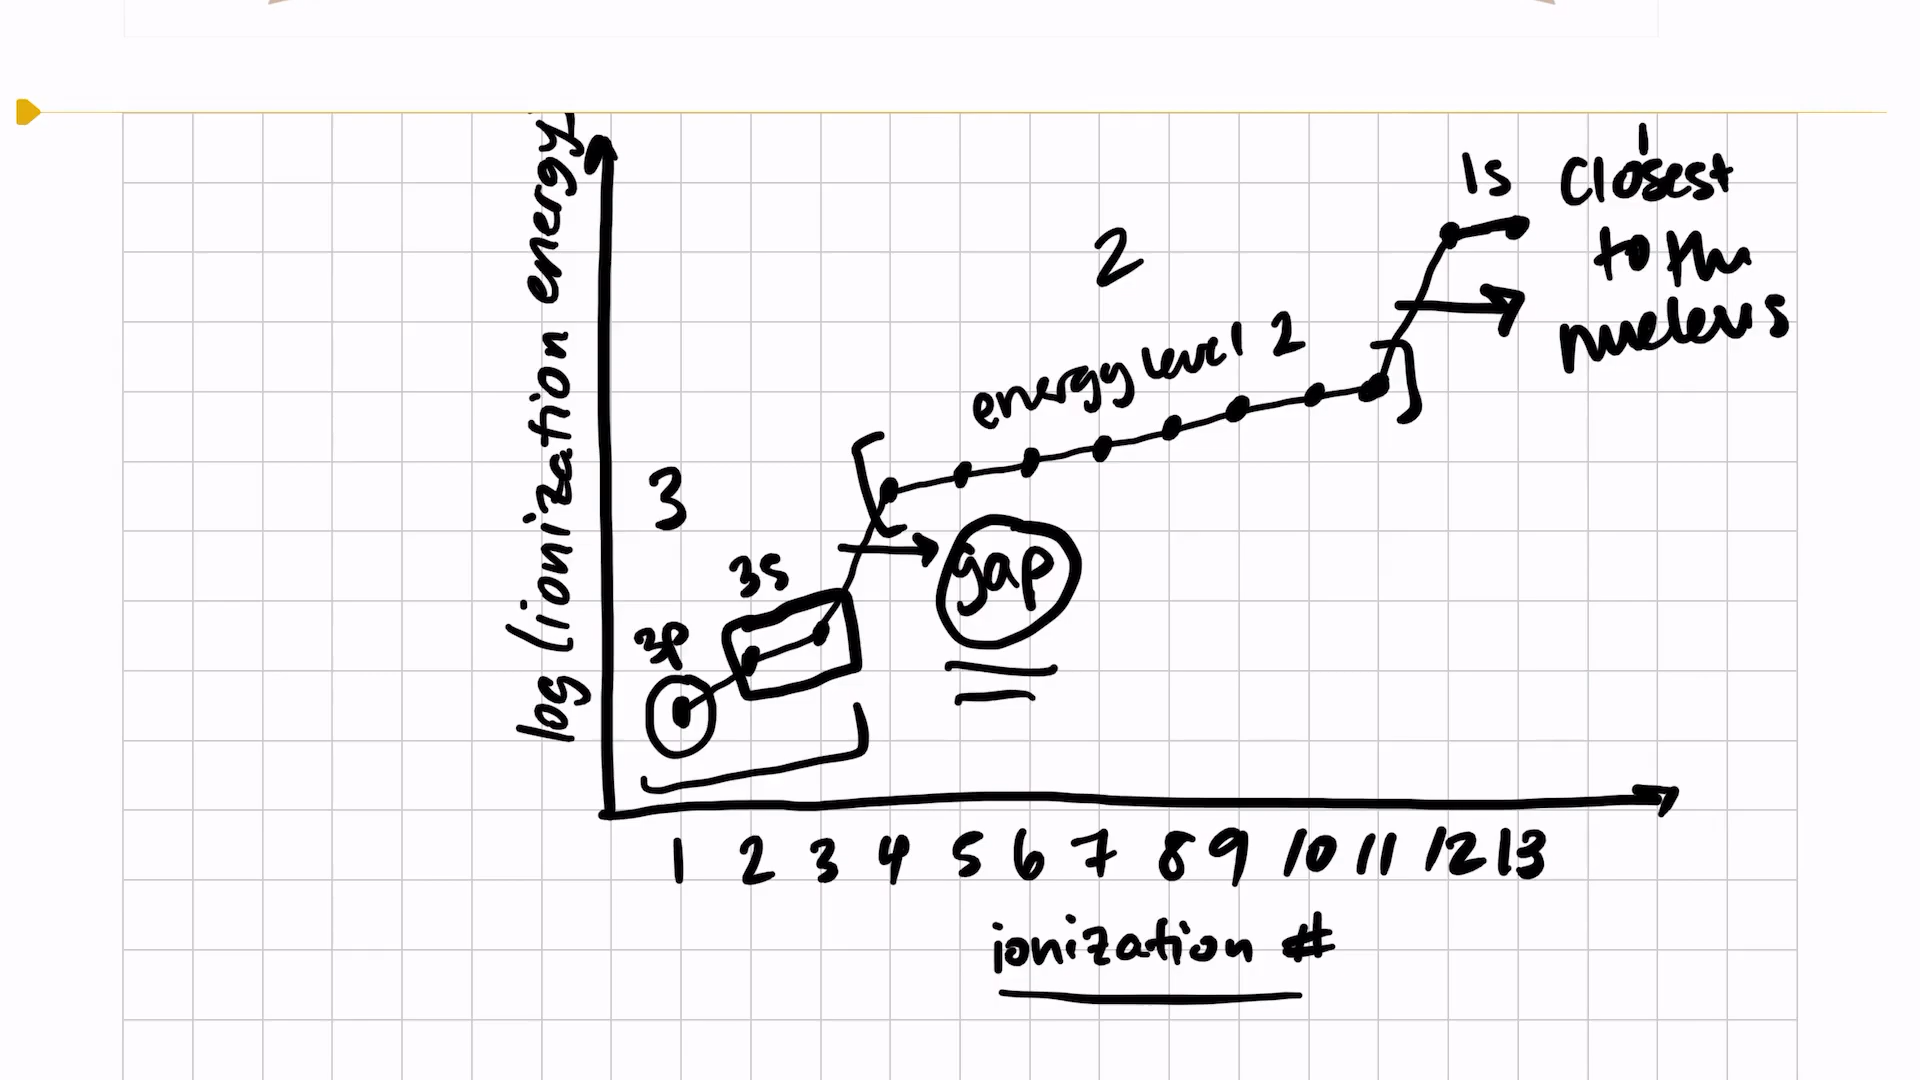 log (ionization energy
3
3p
3s
gap
2
energy level 2
1s
1
closest
to the
nucleus
1 2 3 4 5 6 7 8 9 10 11 12 13
ionization #